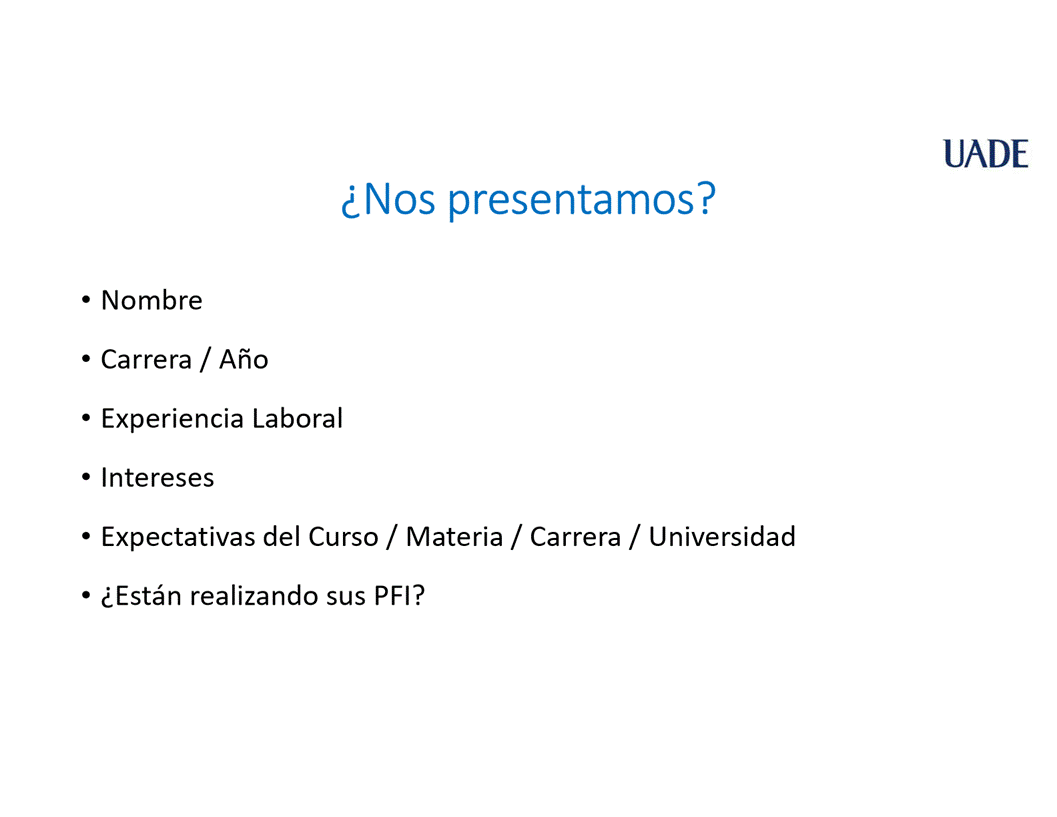 UADE
¿Nos presentamos?
• Nombre
• Carrera / Año
• Experiencia Laboral
• Intereses
• Expectativas del Curso / Materia / Carrera / Universidad
• ¿Están realizando sus PFI?